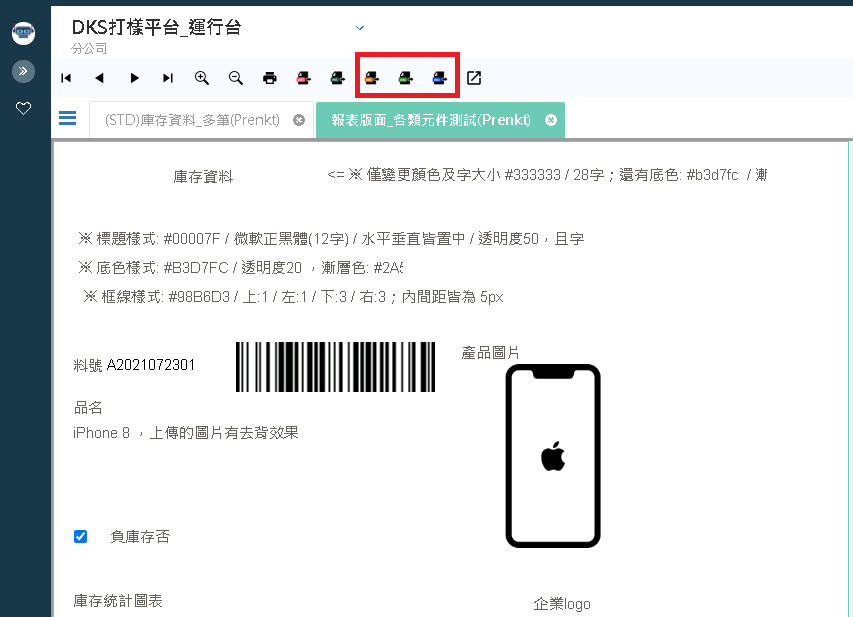 DKS打樣平台_運行台
分公司
(STD)庫存資料_多筆(Prenkt)
報表版面_各類元件測試(Prenkt)
庫存資料
<= ※ 僅變更顏色及字大小 #333333 / 28字；還有底色: #b3d7fc / 漸
※ 標題樣式: #00007F / 微軟正黑體(12字) / 水平垂直皆置中 / 透明度50，且字
※ 底色樣式: #B3D7FC / 透明度20 ，漸層色: #2A5
※ 框線樣式: #98B6D3 / 上:1 / 左:1 / 下:3 / 右:3；內間距皆為 5px
料號 A2021072301
產品圖片
品名
iPhone 8 ，上傳的圖片有去背效果
負庫存否
庫存統計圖表
企業logo